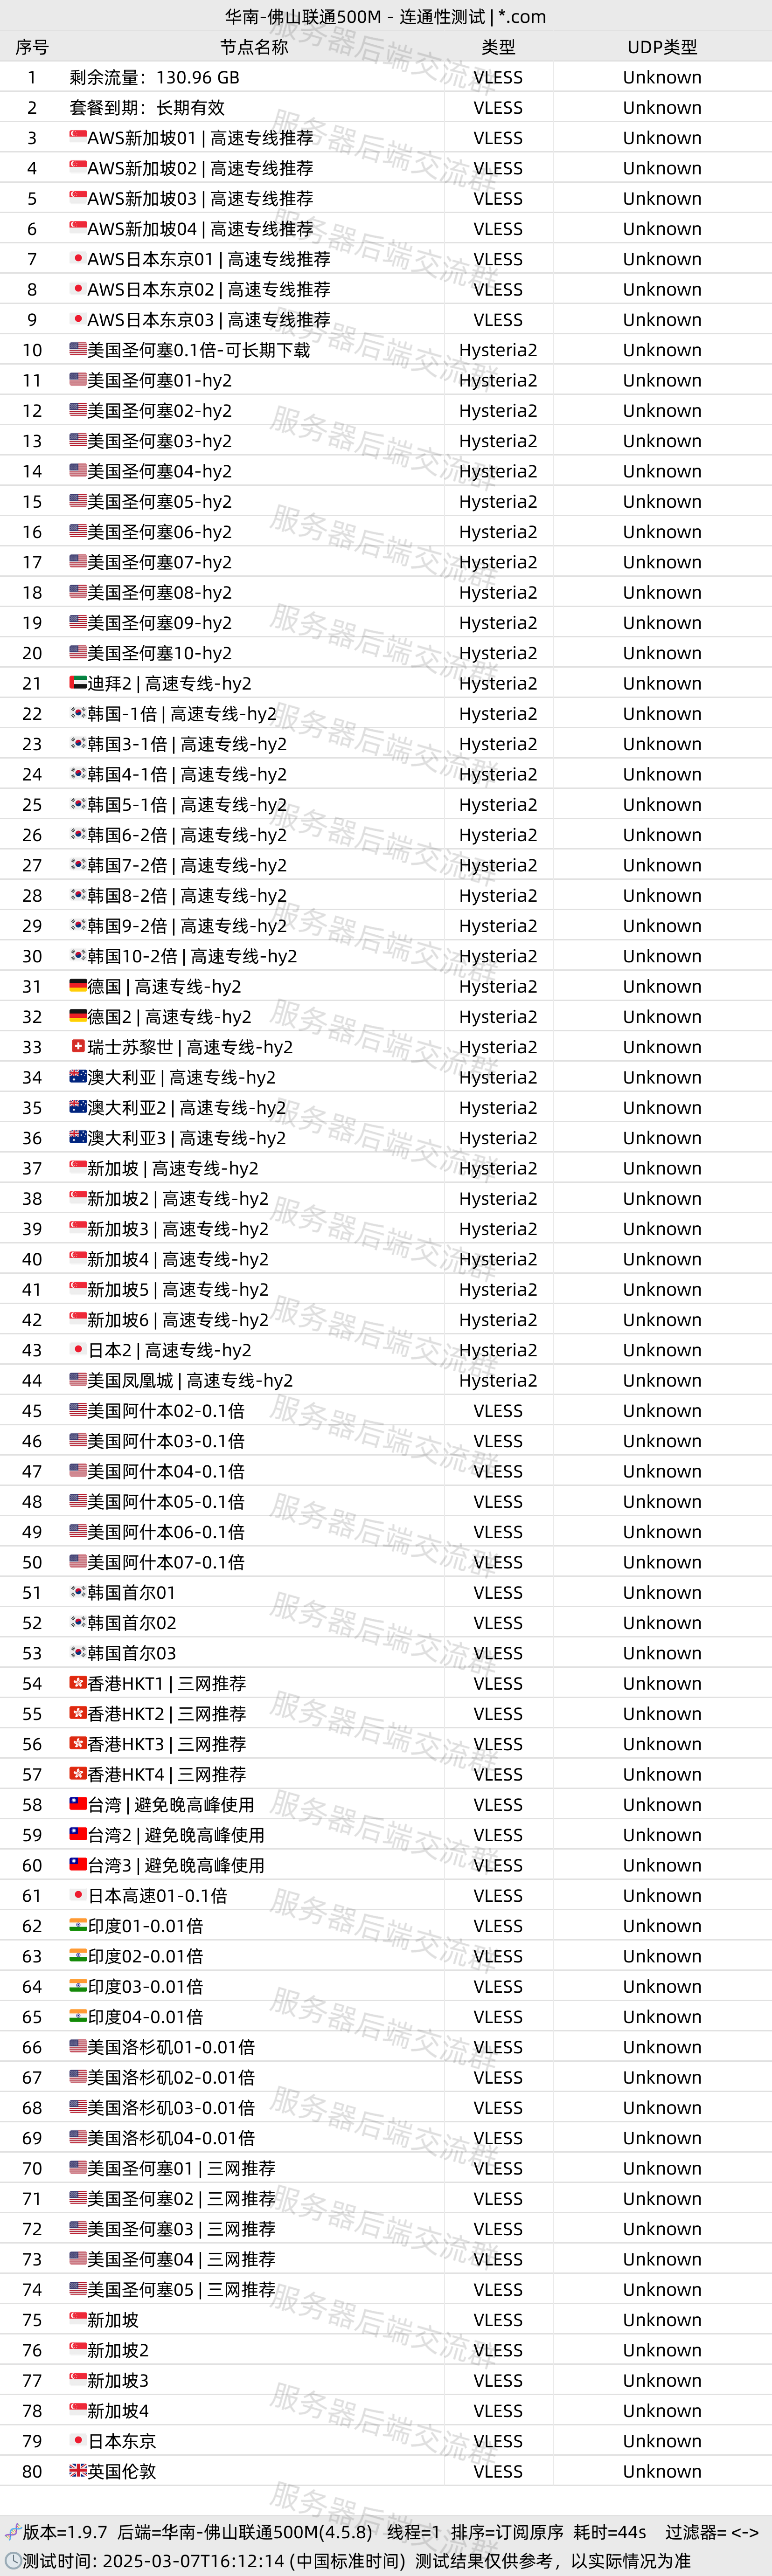 华南-佛山联通500M - 连通性测试 | *.com
序号 节点名称 类型 UDP类型
1 剩余流量：130.96 GB VLESS Unknown
2 套餐到期：长期有效 VLESS Unknown
3 🇸🇬AWS新加坡01 | 高速专线推荐 VLESS Unknown
4 🇸🇬AWS新加坡02 | 高速专线推荐 VLESS Unknown
5 🇸🇬AWS新加坡03 | 高速专线推荐 VLESS Unknown
6 🇸🇬AWS新加坡04 | 高速专线推荐 VLESS Unknown
7 🇯🇵AWS日本东京01 | 高速专线推荐 VLESS Unknown
8 🇯🇵AWS日本东京02 | 高速专线推荐 VLESS Unknown
9 🇯🇵AWS日本东京03 | 高速专线推荐 VLESS Unknown
10 🇺🇸美国圣何塞0.1倍-可长期下载 Hysteria2 Unknown
11 🇺🇸美国圣何塞01-hy2 Hysteria2 Unknown
12 🇺🇸美国圣何塞02-hy2 Hysteria2 Unknown
13 🇺🇸美国圣何塞03-hy2 Hysteria2 Unknown
14 🇺🇸美国圣何塞04-hy2 Hysteria2 Unknown
15 🇺🇸美国圣何塞05-hy2 Hysteria2 Unknown
16 🇺🇸美国圣何塞06-hy2 Hysteria2 Unknown
17 🇺🇸美国圣何塞07-hy2 Hysteria2 Unknown
18 🇺🇸美国圣何塞08-hy2 Hysteria2 Unknown
19 🇺🇸美国圣何塞09-hy2 Hysteria2 Unknown
20 🇺🇸美国圣何塞10-hy2 Hysteria2 Unknown
21 🇦🇪迪拜2 | 高速专线-hy2 Hysteria2 Unknown
22 🇰🇷韩国-1倍 | 高速专线-hy2 Hysteria2 Unknown
23 🇰🇷韩国3-1倍 | 高速专线-hy2 Hysteria2 Unknown
24 🇰🇷韩国4-1倍 | 高速专线-hy2 Hysteria2 Unknown
25 🇰🇷韩国5-1倍 | 高速专线-hy2 Hysteria2 Unknown
26 🇰🇷韩国6-2倍 | 高速专线-hy2 Hysteria2 Unknown
27 🇰🇷韩国7-2倍 | 高速专线-hy2 Hysteria2 Unknown
28 🇰🇷韩国8-2倍 | 高速专线-hy2 Hysteria2 Unknown
29 🇰🇷韩国9-2倍 | 高速专线-hy2 Hysteria2 Unknown
30 🇰🇷韩国10-2倍 | 高速专线-hy2 Hysteria2 Unknown
31 🇩🇪德国 | 高速专线-hy2 Hysteria2 Unknown
32 🇩🇪德国2 | 高速专线-hy2 Hysteria2 Unknown
33 🇨🇭瑞士苏黎世 | 高速专线-hy2 Hysteria2 Unknown
34 🇦🇺澳大利亚 | 高速专线-hy2 Hysteria2 Unknown
35 🇦🇺澳大利亚2 | 高速专线-hy2 Hysteria2 Unknown
36 🇦🇺澳大利亚3 | 高速专线-hy2 Hysteria2 Unknown
37 🇸🇬新加坡 | 高速专线-hy2 Hysteria2 Unknown
38 🇸🇬新加坡2 | 高速专线-hy2 Hysteria2 Unknown
39 🇸🇬新加坡3 | 高速专线-hy2 Hysteria2 Unknown
40 🇸🇬新加坡4 | 高速专线-hy2 Hysteria2 Unknown
41 🇸🇬新加坡5 | 高速专线-hy2 Hysteria2 Unknown
42 🇸🇬新加坡6 | 高速专线-hy2 Hysteria2 Unknown
43 🇯🇵日本2 | 高速专线-hy2 Hysteria2 Unknown
44 🇺🇸美国凤凰城 | 高速专线-hy2 Hysteria2 Unknown
45 🇺🇸美国阿什本02-0.1倍 VLESS Unknown
46 🇺🇸美国阿什本03-0.1倍 VLESS Unknown
47 🇺🇸美国阿什本04-0.1倍 VLESS Unknown
48 🇺🇸美国阿什本05-0.1倍 VLESS Unknown
49 🇺🇸美国阿什本06-0.1倍 VLESS Unknown
50 🇺🇸美国阿什本07-0.1倍 VLESS Unknown
51 🇰🇷韩国首尔01 VLESS Unknown
52 🇰🇷韩国首尔02 VLESS Unknown
53 🇰🇷韩国首尔03 VLESS Unknown
54 🇭🇰香港HKT1 | 三网推荐 VLESS Unknown
55 🇭🇰香港HKT2 | 三网推荐 VLESS Unknown
56 🇭🇰香港HKT3 | 三网推荐 VLESS Unknown
57 🇭🇰香港HKT4 | 三网推荐 VLESS Unknown
58 🇹🇼台湾 | 避免晚高峰使用 VLESS Unknown
59 🇹🇼台湾2 | 避免晚高峰使用 VLESS Unknown
60 🇹🇼台湾3 | 避免晚高峰使用 VLESS Unknown
61 🇯🇵日本高速01-0.1倍 VLESS Unknown
62 🇮🇳印度01-0.01倍 VLESS Unknown
63 🇮🇳印度02-0.01倍 VLESS Unknown
64 🇮🇳印度03-0.01倍 VLESS Unknown
65 🇮🇳印度04-0.01倍 VLESS Unknown
66 🇺🇸美国洛杉矶01-0.01倍 VLESS Unknown
67 🇺🇸美国洛杉矶02-0.01倍 VLESS Unknown
68 🇺🇸美国洛杉矶03-0.01倍 VLESS Unknown
69 🇺🇸美国洛杉矶04-0.01倍 VLESS Unknown
70 🇺🇸美国圣何塞01 | 三网推荐 VLESS Unknown
71 🇺🇸美国圣何塞02 | 三网推荐 VLESS Unknown
72 🇺🇸美国圣何塞03 | 三网推荐 VLESS Unknown
73 🇺🇸美国圣何塞04 | 三网推荐 VLESS Unknown
74 🇺🇸美国圣何塞05 | 三网推荐 VLESS Unknown
75 🇸🇬新加坡 VLESS Unknown
76 🇸🇬新加坡2 VLESS Unknown
77 🇸🇬新加坡3 VLESS Unknown
78 🇸🇬新加坡4 VLESS Unknown
79 🇯🇵日本东京 VLESS Unknown
80 🇬🇧英国伦敦 VLESS Unknown
版本=1.9.7 后端=华南-佛山联通500M(4.5.8) 线程=1 排序=订阅原序 耗时=44s 过滤器= <->
测试时间: 2025-03-07T16:12:14 (中国标准时间) 测试结果仅供参考，以实际情况为准
服务器后端交流群